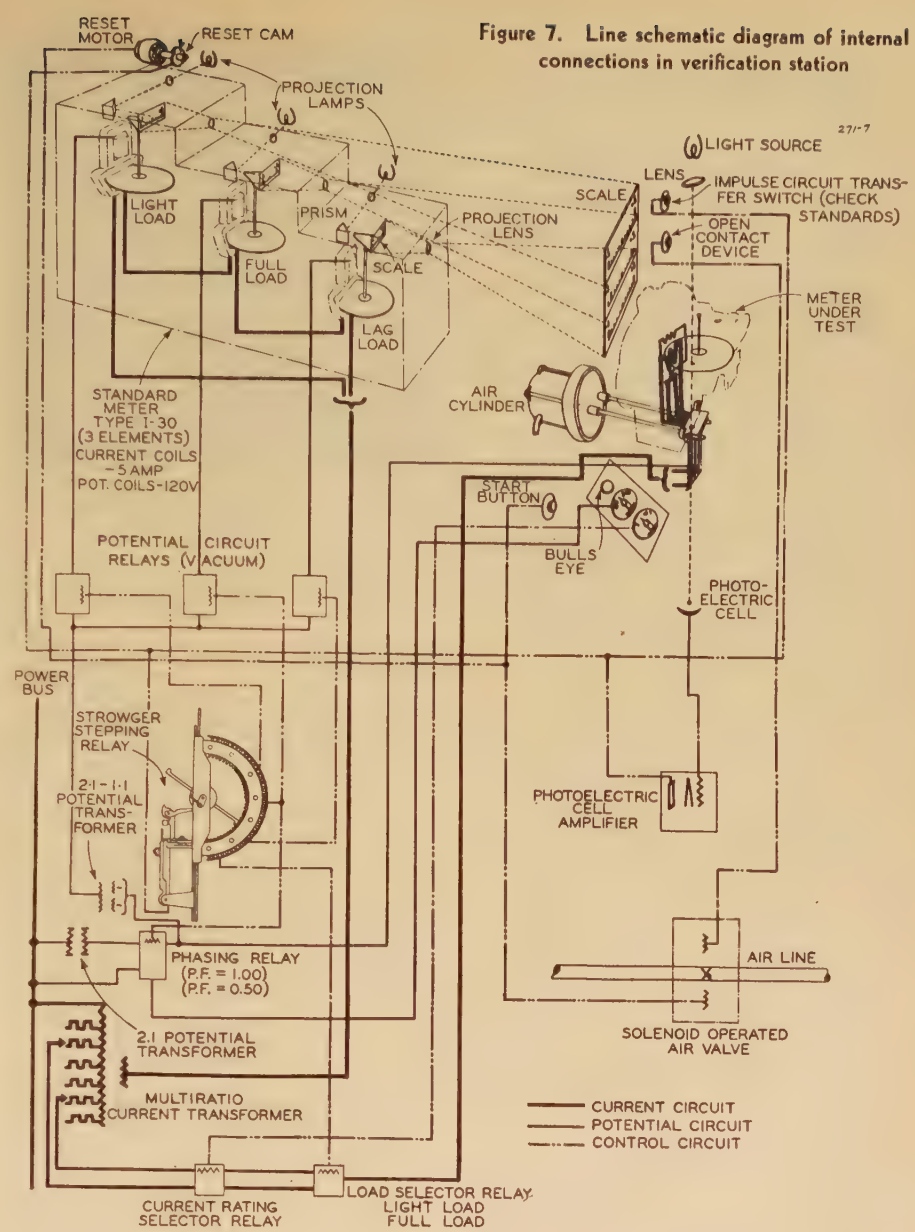 Figure 7. Line schematic diagram of internal
connections in verification station
271-7
RESET
MOTOR
RESET CAM
PROJECTION
LAMPS
LIGHT SOURCE
LENS
IMPULSE CIRCUIT TRANS-
FER SWITCH (CHECK
STANDARDS)
OPEN
CONTACT
DEVICE
SCALE
LIGHT
LOAD
PRISM
PROJECTION
LENS
FULL
LOAD
SCALE
LAG
LOAD
METER
UNDER
TEST
AIR
CYLINDER
STANDARD
METER
TYPE I-30
(3 ELEMENTS)
CURRENT COILS
-5 AMP
POT. COILS-120V
START
BUTTON
BULLS
EYE
POTENTIAL CIRCUIT
RELAYS (VACUUM)
PHOTO-
ELECTRIC
CELL
POWER
BUS
STROWGER
STEPPING
RELAY
2·1-1·1
POTENTIAL
TRANS-
FORMER
PHOTOELECTRIC
CELL
AMPLIFIER
PHASING RELAY
(P.F. = 1.00)
(P.F. = 0.50)
AIR LINE
2.1 POTENTIAL
TRANSFORMER
SOLENOID OPERATED
AIR VALVE
MULTIRATIO
CURRENT TRANSFORMER
CURRENT CIRCUIT
POTENTIAL CIRCUIT
CONTROL CIRCUIT
CURRENT RATING
SELECTOR RELAY
LOAD SELECTOR RELAY
LIGHT LOAD
FULL LOAD